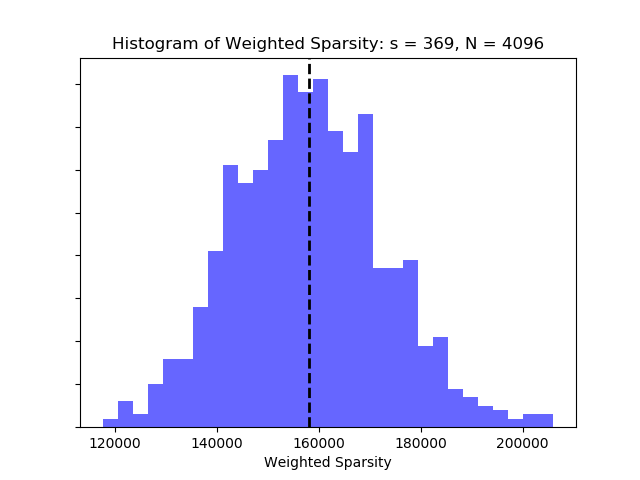 Histogram of Weighted Sparsity: s = 369, N = 4096
120000 140000 160000 180000 200000
Weighted Sparsity